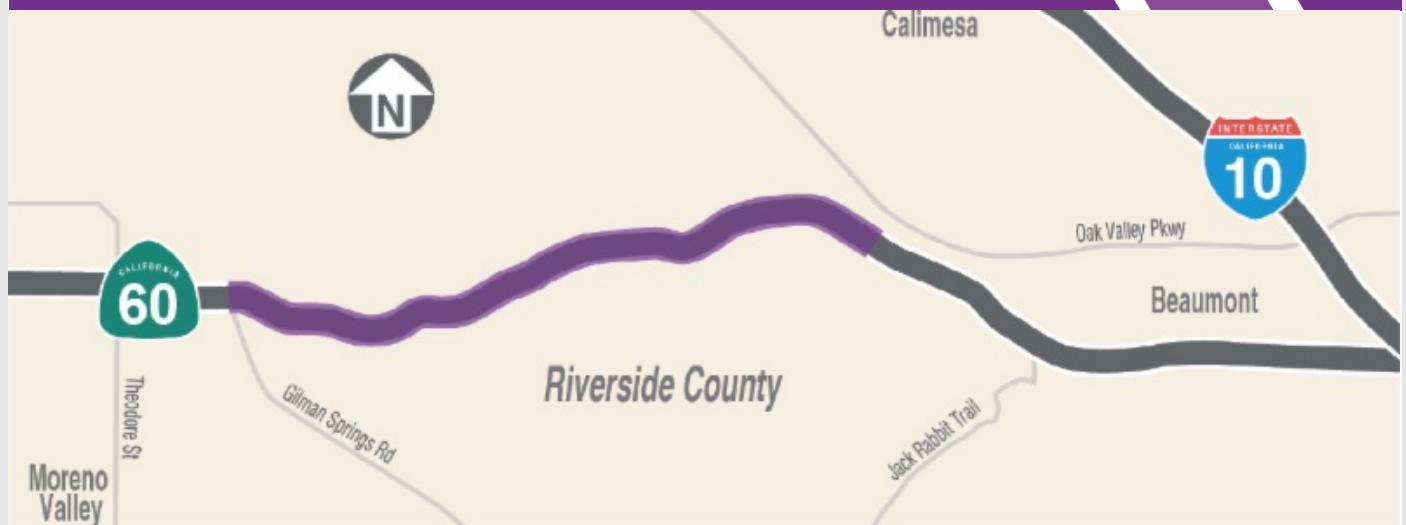 Calimesa
N
INTERSTATE
CALIFORNIA
10
Oak Valley Pkwy
CALIFORNIA
60
Beaumont
Riverside County
Theodore St
Gilman Springs Rd
Jack Rabbit Trail
Moreno
Valley